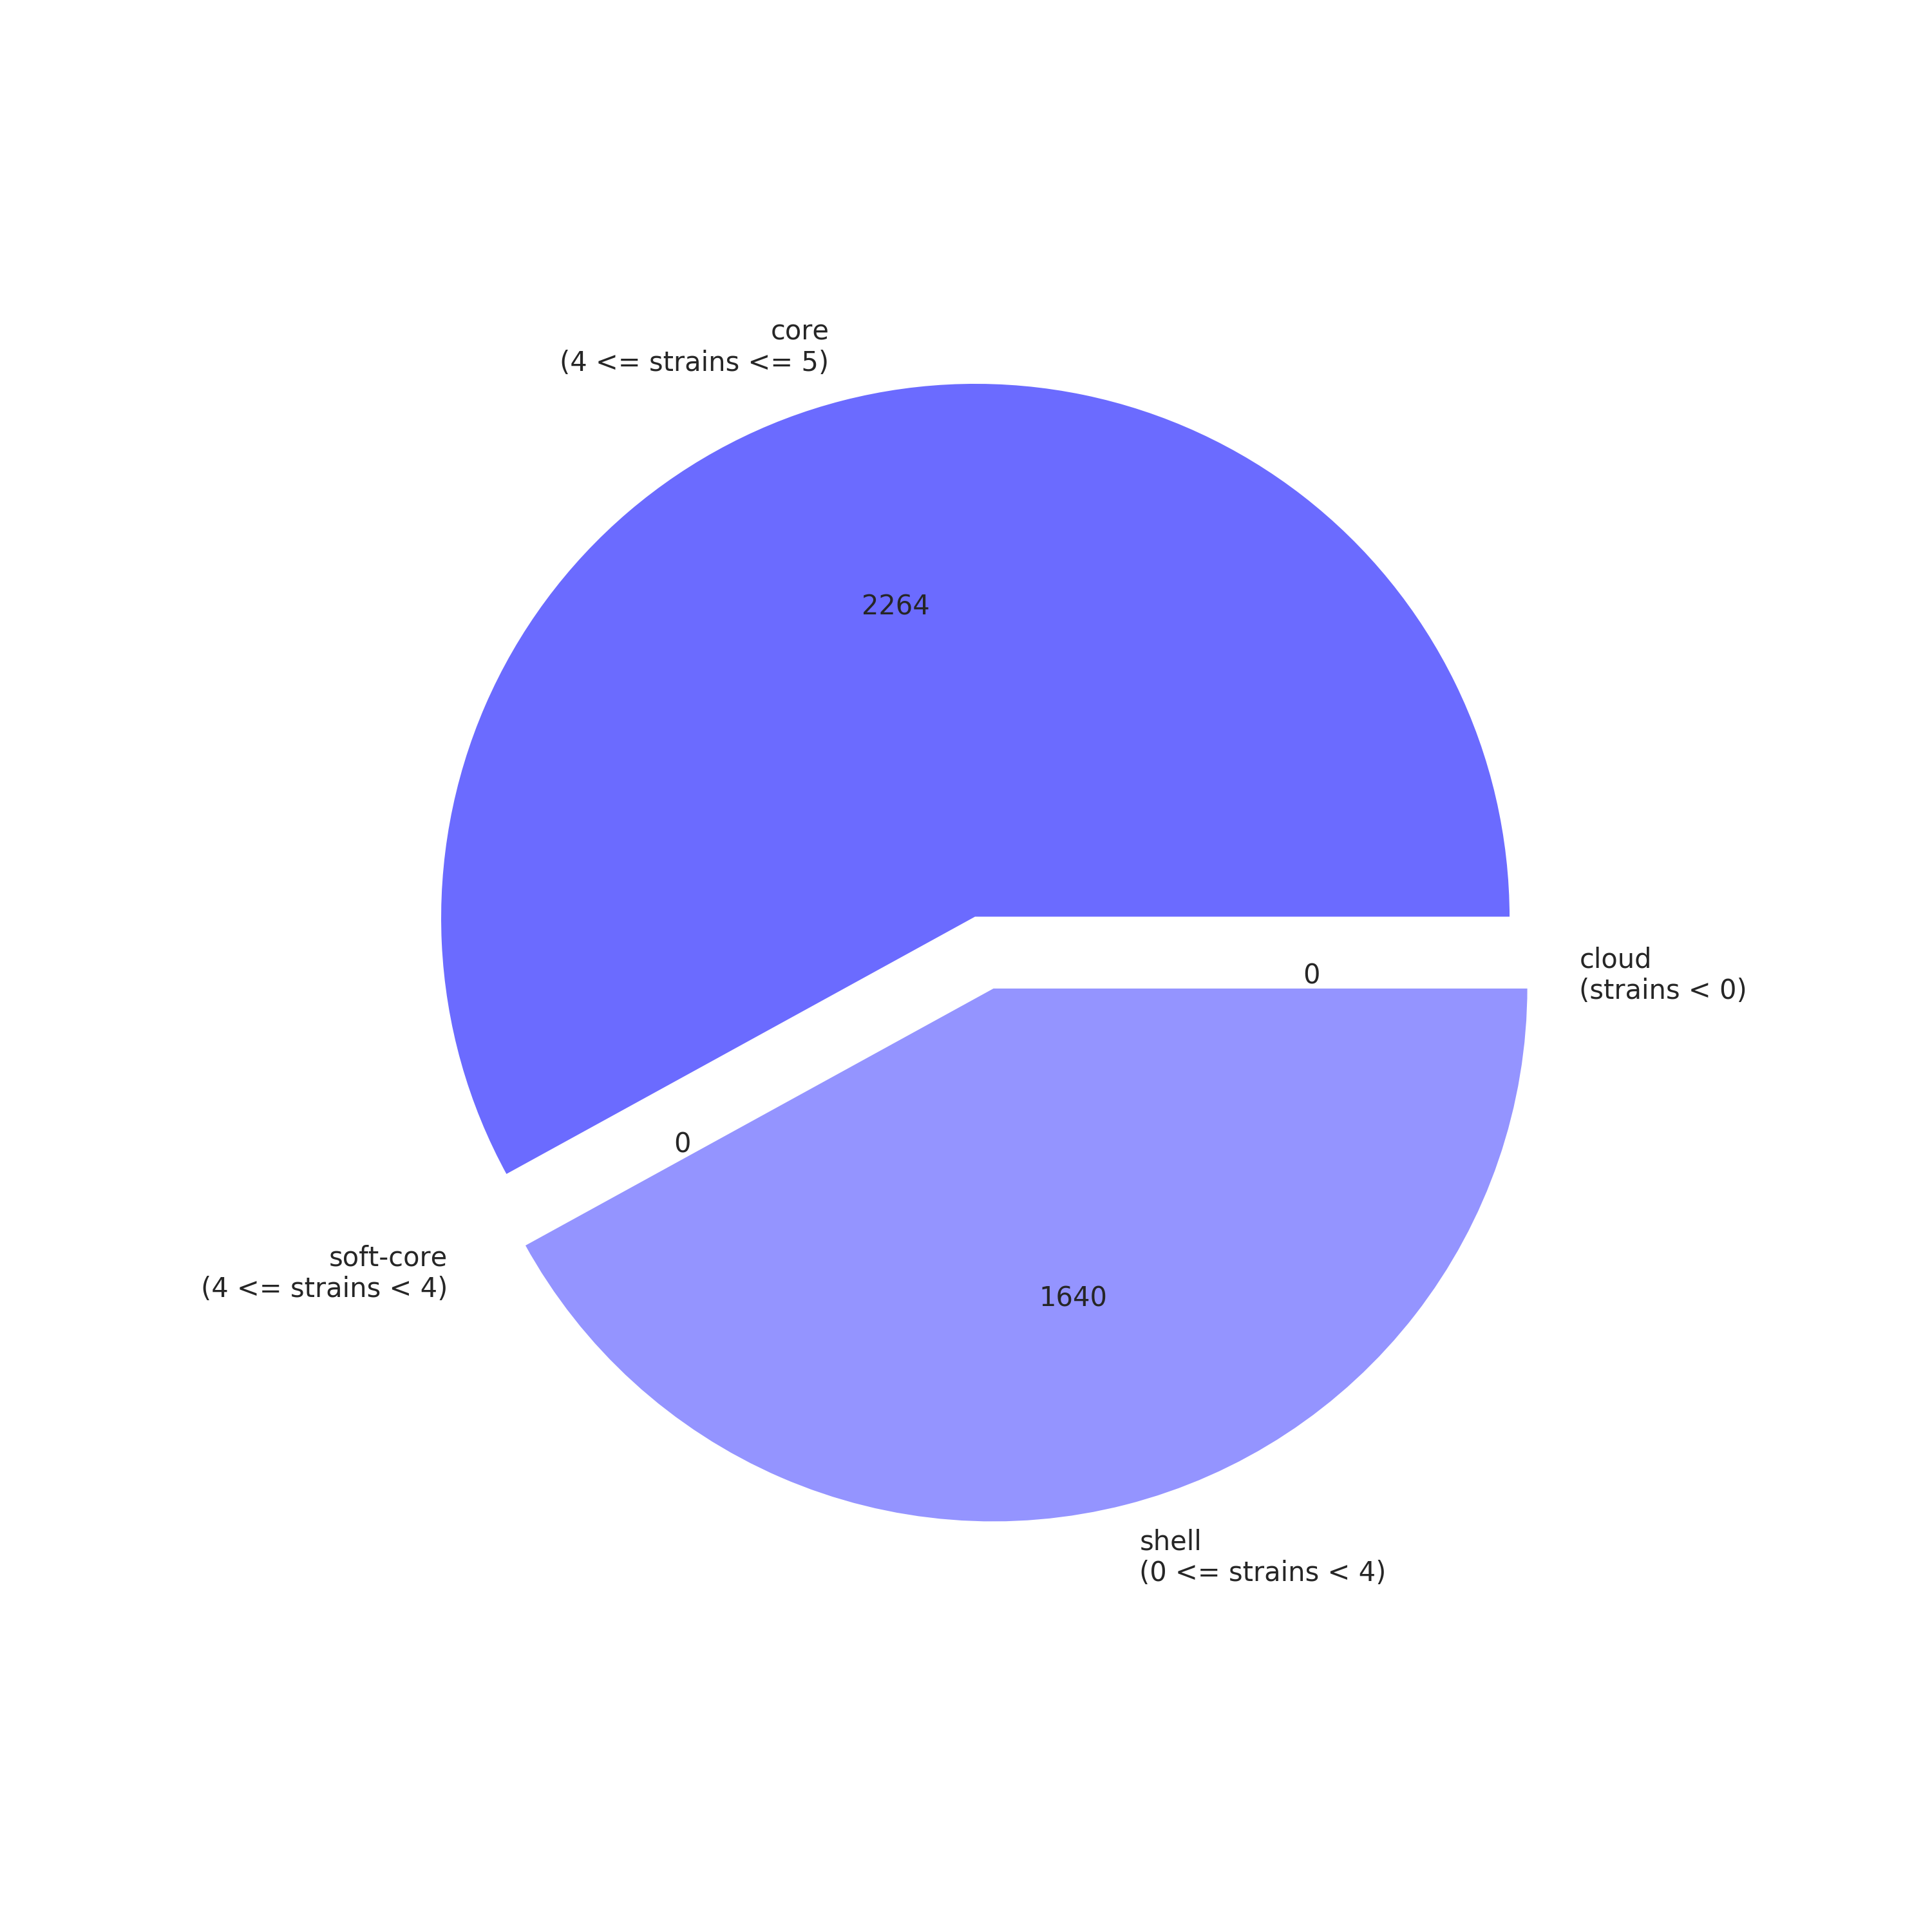 core
(4 <= strains <= 5)
2264
cloud
(strains < 0)
0
0
soft-core
(4 <= strains < 4)
1640
shell
(0 <= strains < 4)